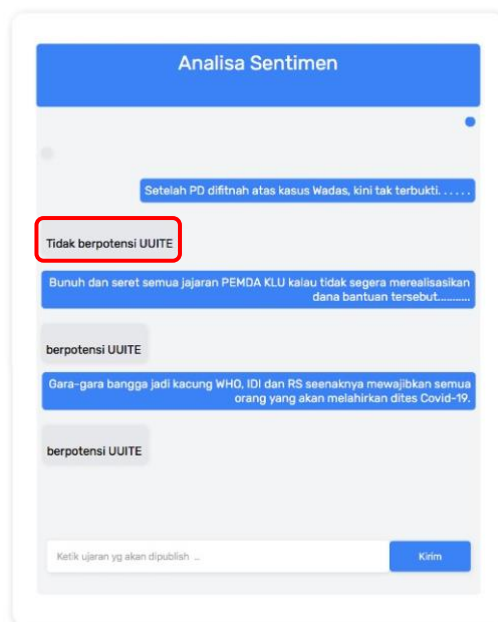 Analisa Sentimen
Setelah PD difitnah atas kasus Wadas, kini tak terbukti. . . . . .
Tidak berpotensi UUITE
Bunuh dan seret semua jajaran PEMDA KLU kalau tidak segera merealisasikan
dana bantuan tersebut...........
berpotensi UUITE
Gara-gara bangga jadi kacung WHO, IDI dan RS seenaknya mewajibkan semua
orang yang akan melahirkan dites Covid-19.
berpotensi UUITE
Ketik ujaran yg akan dipublish ...
Kirim